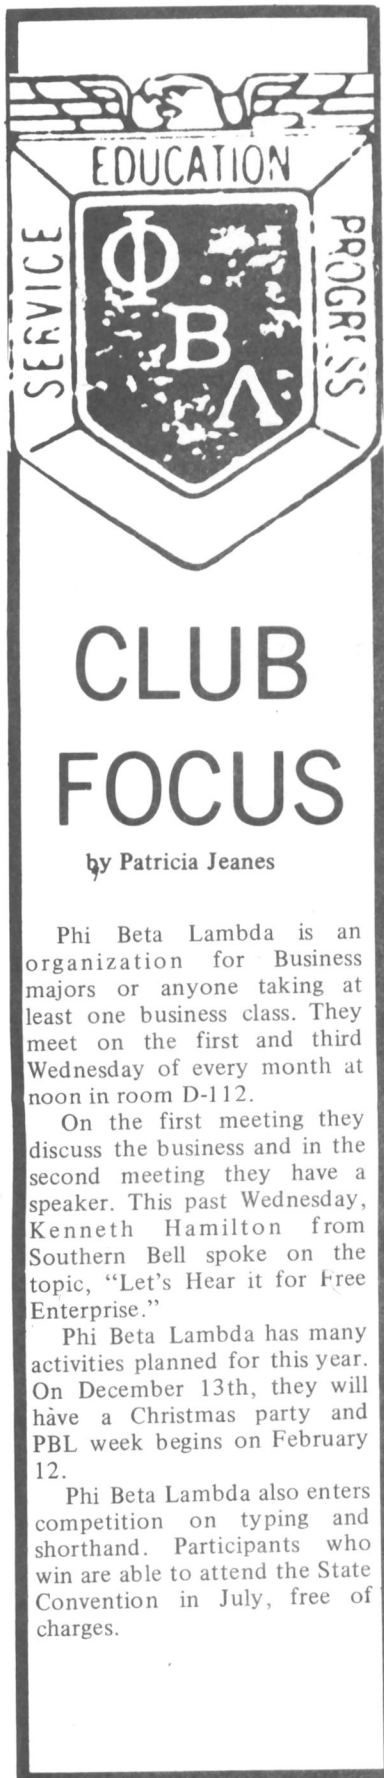 EDUCATION
SERVICE
PROGRESS
Φ
B
Λ
CLUB
FOCUS
by Patricia Jeanes
Phi Beta Lambda is an
organization for Business
majors or anyone taking at
least one business class. They
meet on the first and third
Wednesday of every month at
noon in room D-112.
On the first meeting they
discuss the business and in the
second meeting they have a
speaker. This past Wednesday,
Kenneth Hamilton from
Southern Bell spoke on the
topic, “Let’s Hear it for Free
Enterprise.”
Phi Beta Lambda has many
activities planned for this year.
On December 13th, they will
have a Christmas party and
PBL week begins on February
12.
Phi Beta Lambda also enters
competition on typing and
shorthand. Participants who
win are able to attend the State
Convention in July, free of
charges.